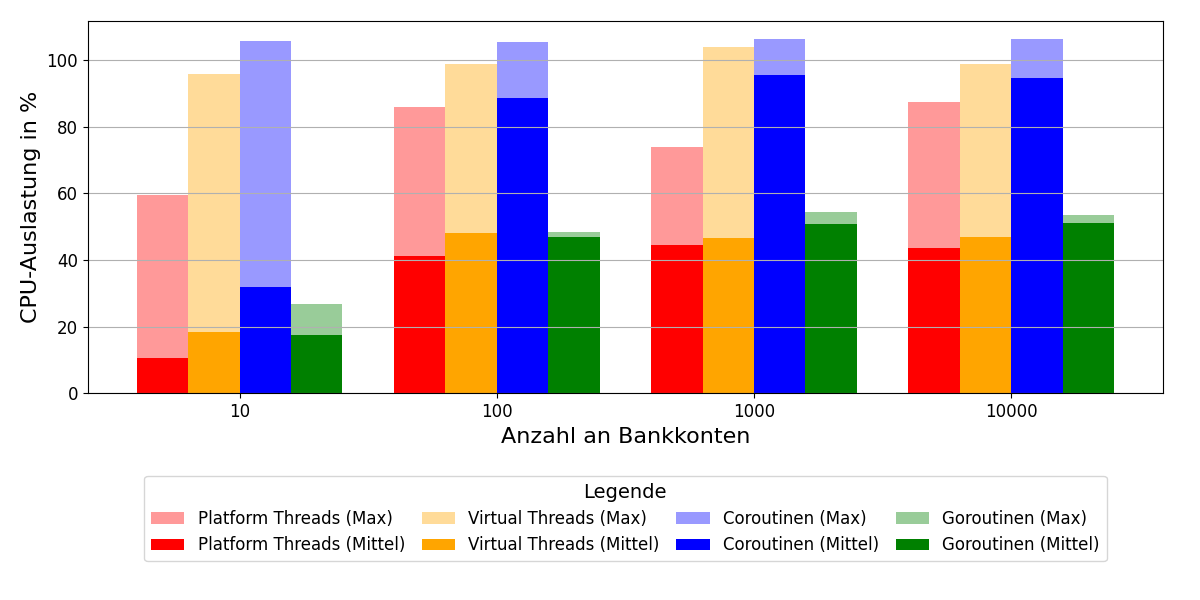 CPU-Auslastung in %
100
80
60
40
20
0
10 100 1000 10000
Anzahl an Bankkonten
Legende
Platform Threads (Max) Virtual Threads (Max) Coroutinen (Max) Goroutinen (Max)
Platform Threads (Mittel) Virtual Threads (Mittel) Coroutinen (Mittel) Goroutinen (Mittel)